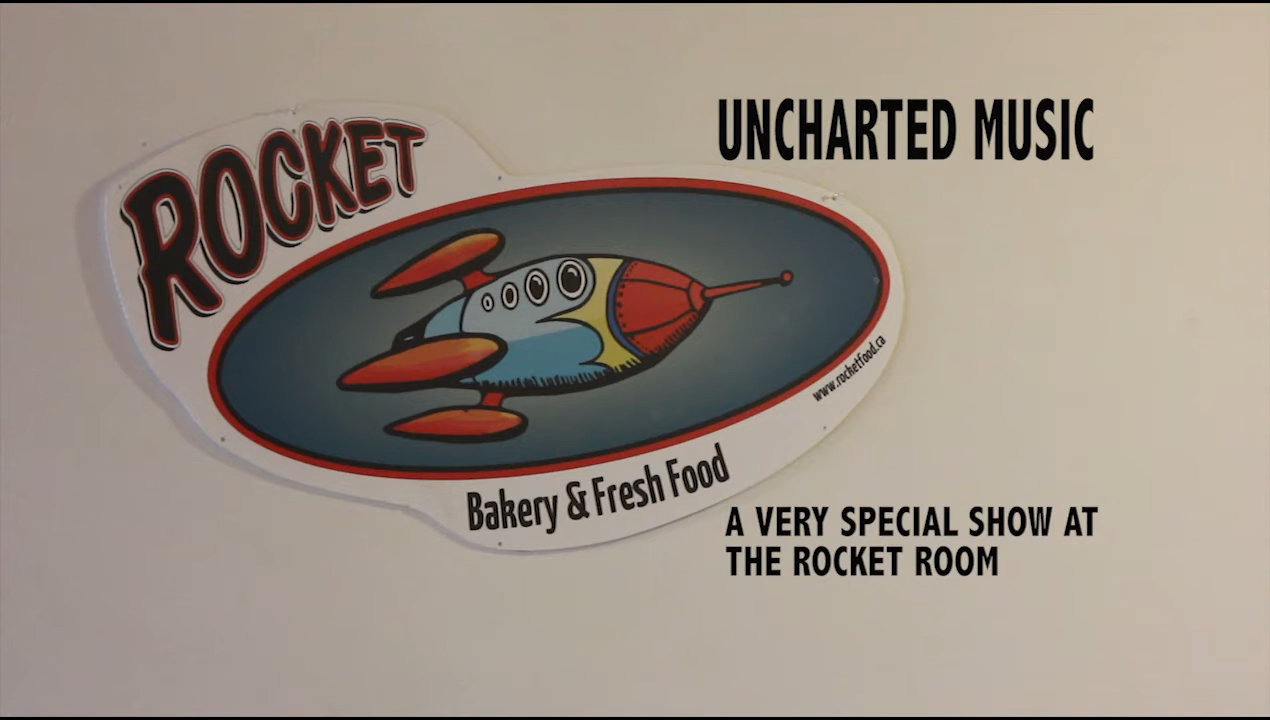 ROCKET
UNCHARTED MUSIC
www.rocketfood.ca
Bakery & Fresh Food
A VERY SPECIAL SHOW AT
THE ROCKET ROOM